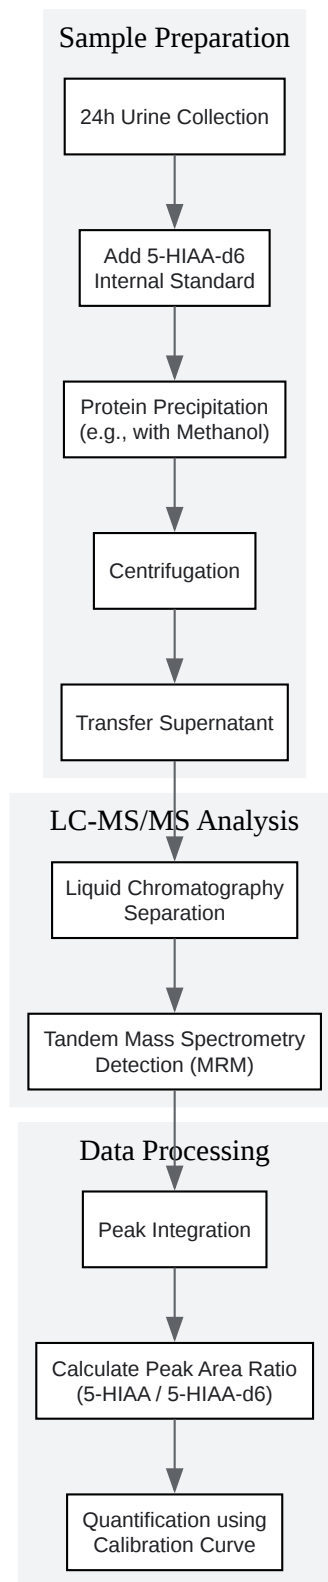 Sample Preparation
24h Urine Collection
Add 5-HIAA-d6
Internal Standard
Protein Precipitation
(e.g., with Methanol)
Centrifugation
Transfer Supernatant
LC-MS/MS Analysis
Liquid Chromatography
Separation
Tandem Mass Spectrometry
Detection (MRM)
Data Processing
Peak Integration
Calculate Peak Area Ratio
(5-HIAA / 5-HIAA-d6)
Quantification using
Calibration Curve